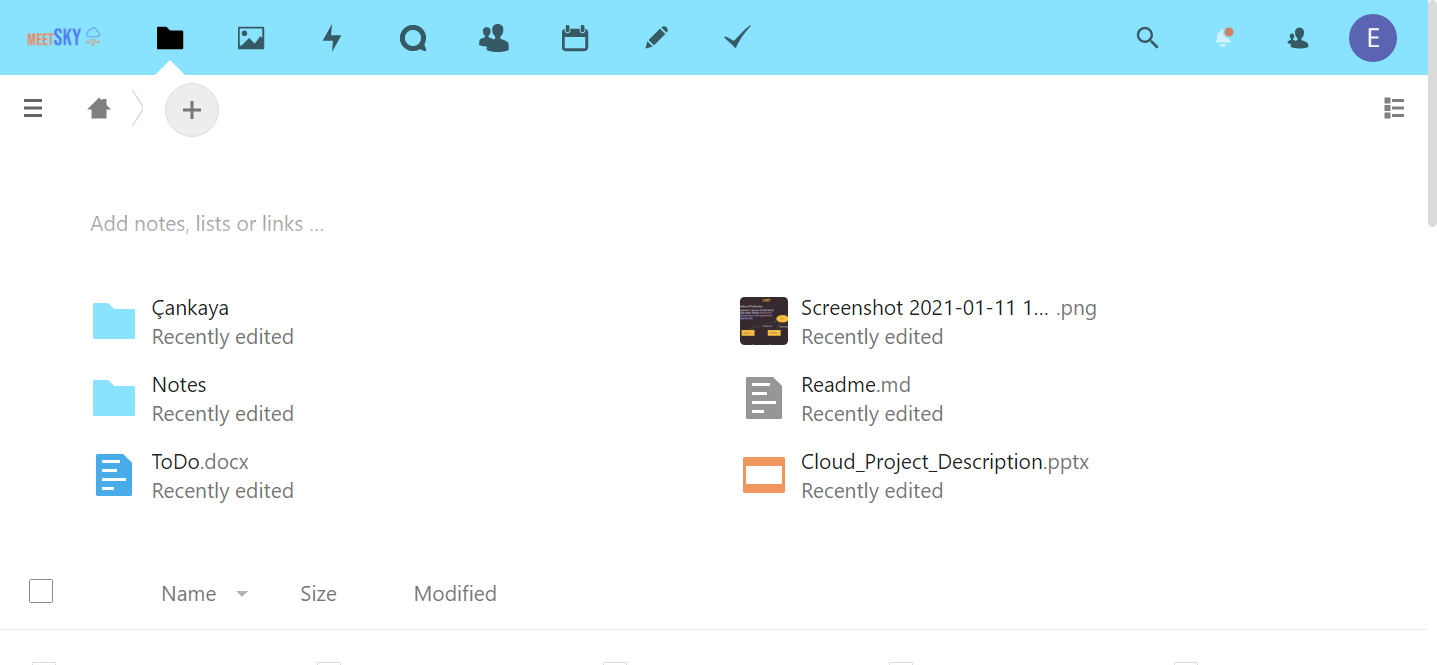 MEETSKY
E
Add notes, lists or links ...
Çankaya
Recently edited
Screenshot 2021-01-11 1... .png
Recently edited
Notes
Recently edited
Readme.md
Recently edited
ToDo.docx
Recently edited
Cloud_Project_Description.pptx
Recently edited
Name Size Modified